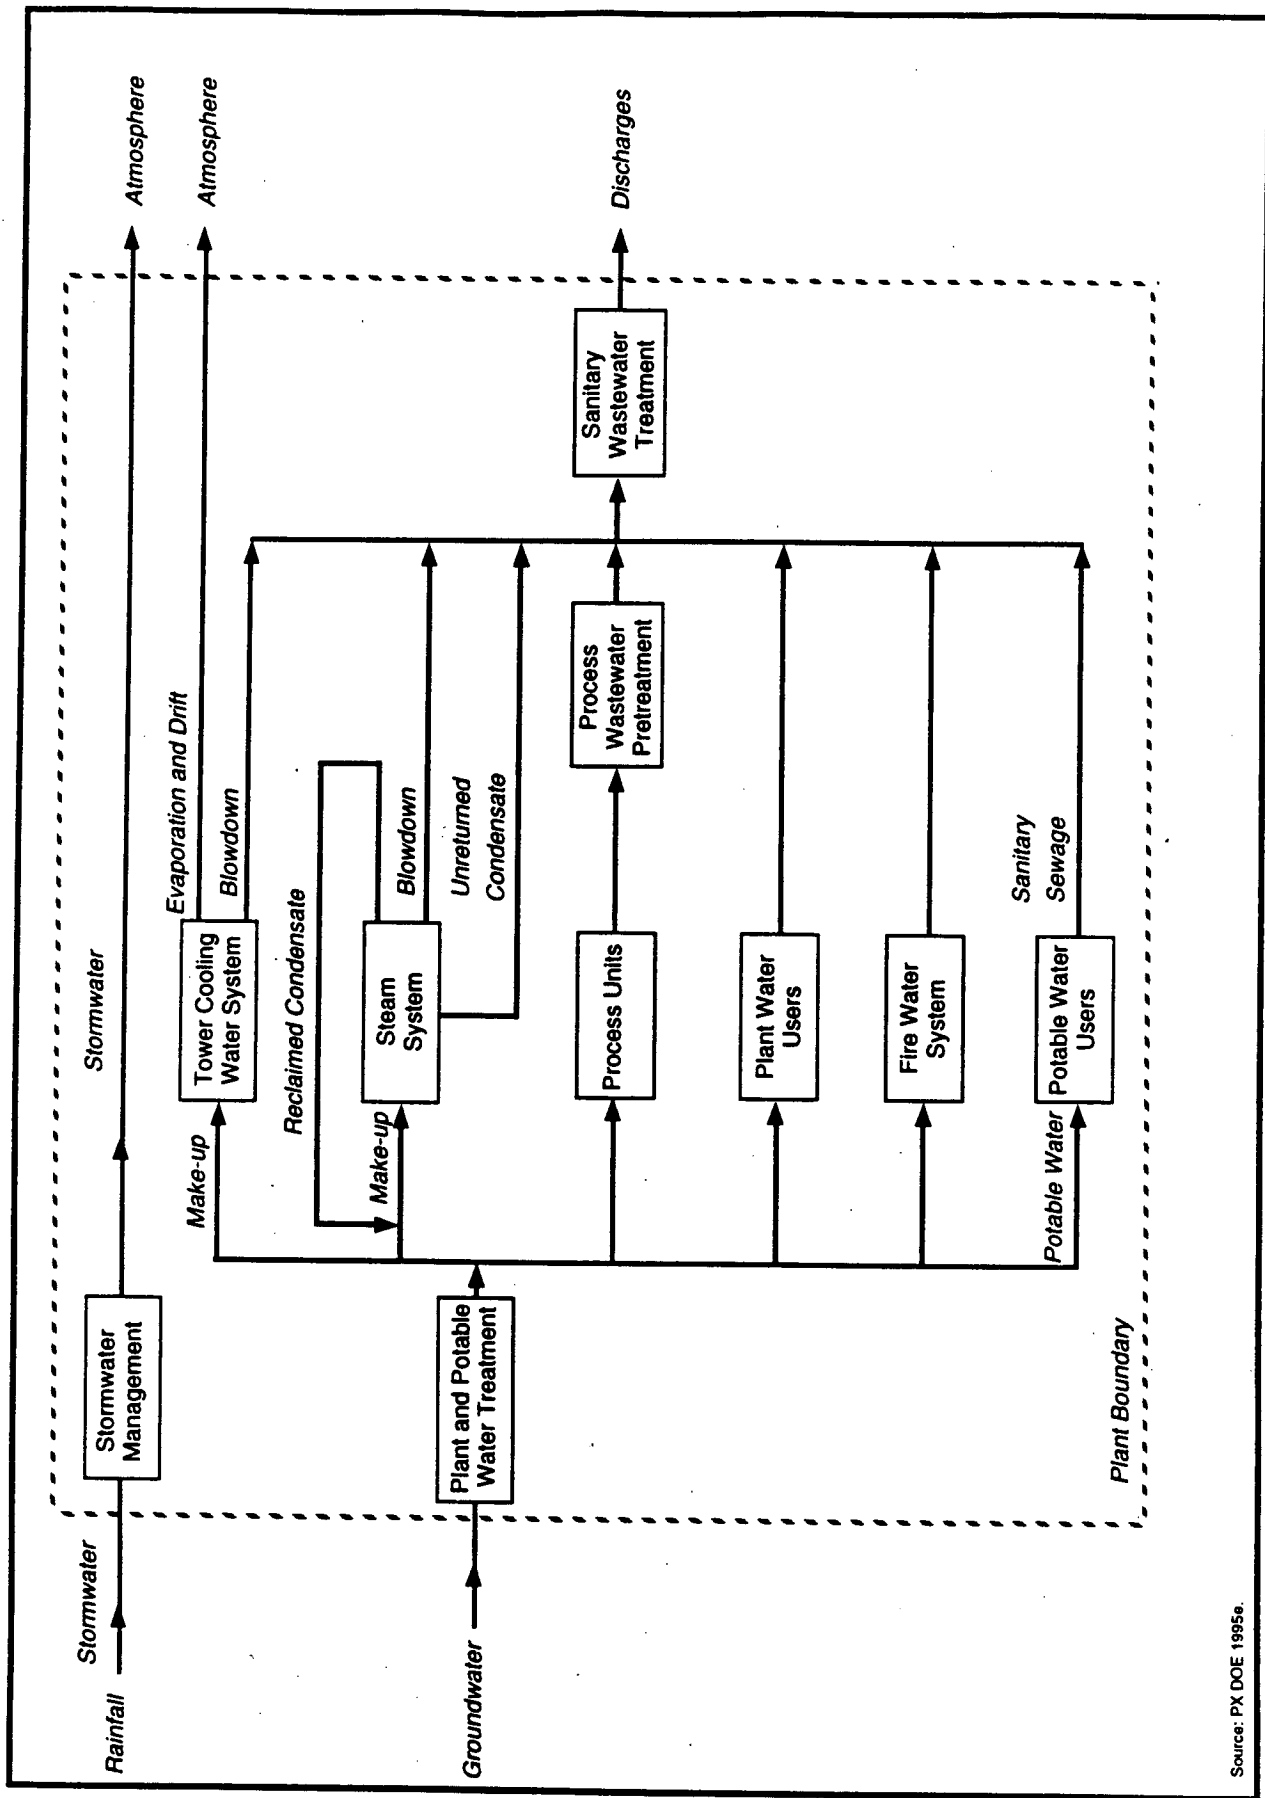 Rainfall
Stormwater
Stormwater
Management
Stormwater
Atmosphere
Evaporation and Drift
Atmosphere
Make-up
Tower Cooling
Water System
Blowdown
Reclaimed Condensate
Make-up
Steam
System
Blowdown
Unreturned
Condensate
Groundwater
Plant and Potable
Water Treatment
Process Units
Process
Wastewater
Pretreatment
Sanitary
Wastewater
Treatment
Discharges
Plant Water
Users
Fire Water
System
Potable Water
Potable Water
Users
Sanitary
Sewage
Plant Boundary
Source: PX DOE 1995e.